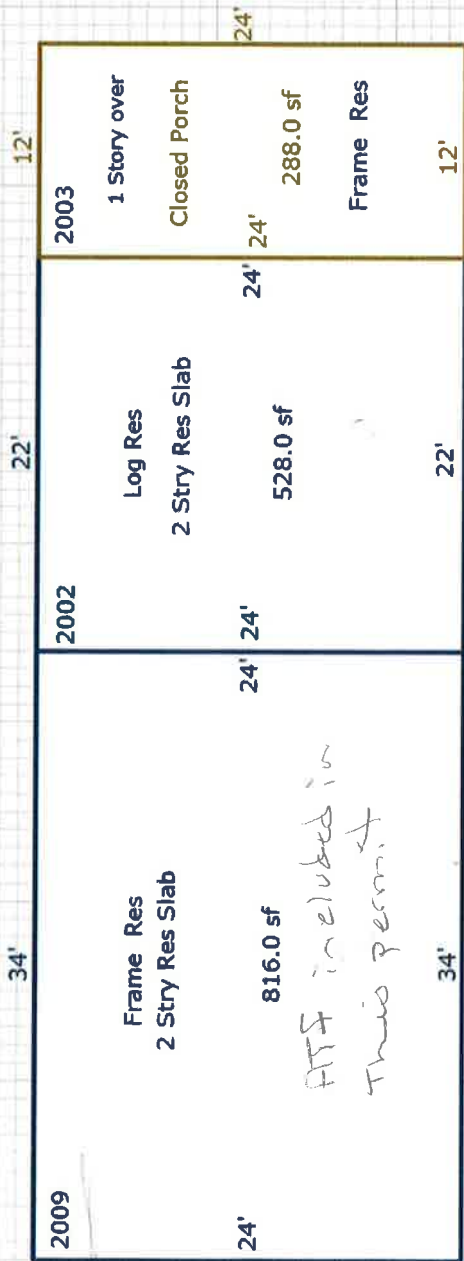 34' 22' 12'
2009
Frame Res
2 Stry Res Slab
816.0 sf
24'
24'
34'
ATF included in
This permit
2002
Log Res
2 Stry Res Slab
528.0 sf
24'
24'
22'
2003
1 Story over
Closed Porch
24'
288.0 sf
Frame Res
12'
24'